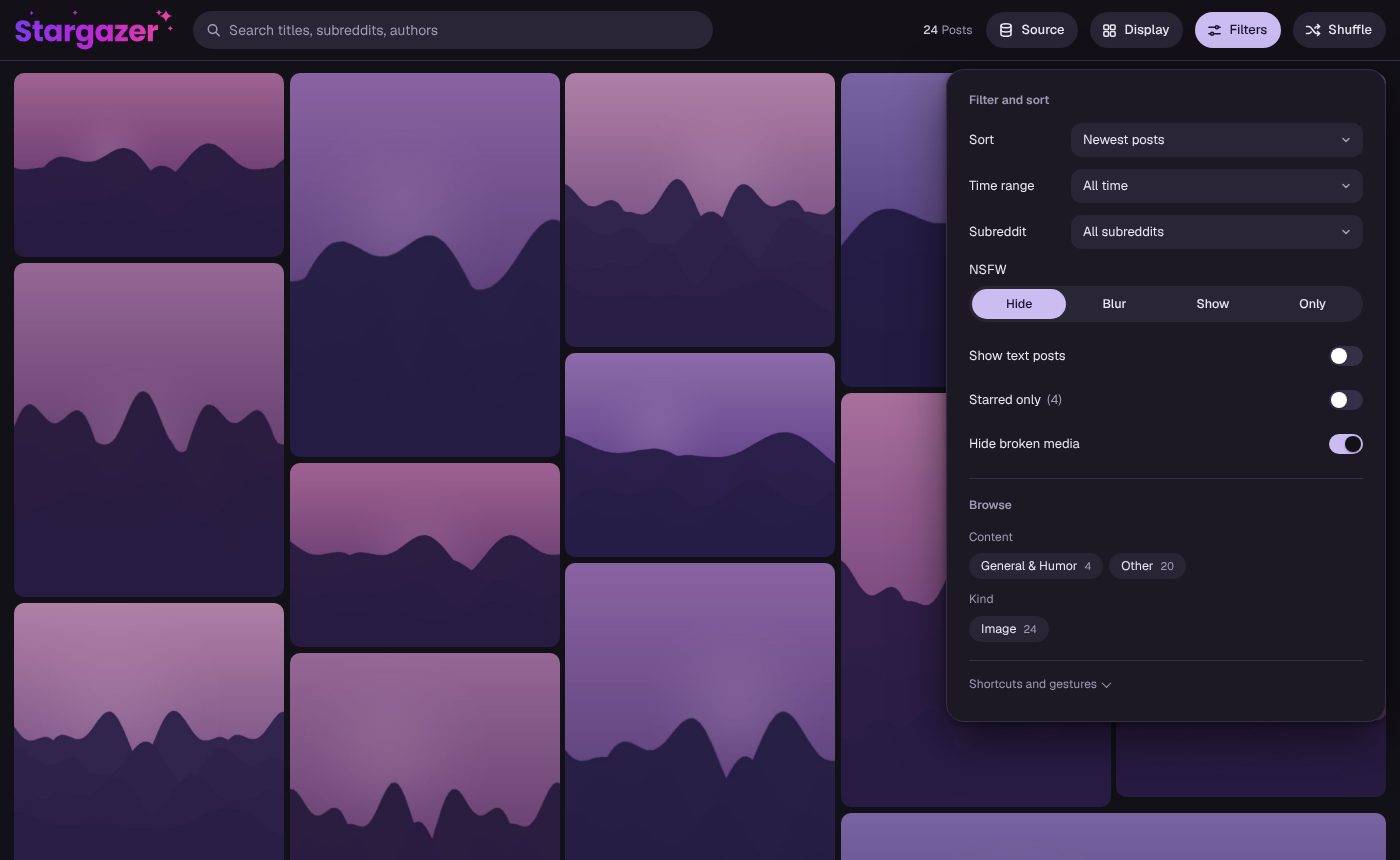 Stargazer
Search titles, subreddits, authors
24 Posts
Source
Display
Filters
Shuffle
Filter and sort
Sort
Newest posts
Time range
All time
Subreddit
All subreddits
NSFW
Hide
Blur
Show
Only
Show text posts
Starred only (4)
Hide broken media
Browse
Content
General & Humor 4
Other 20
Kind
Image 24
Shortcuts and gestures